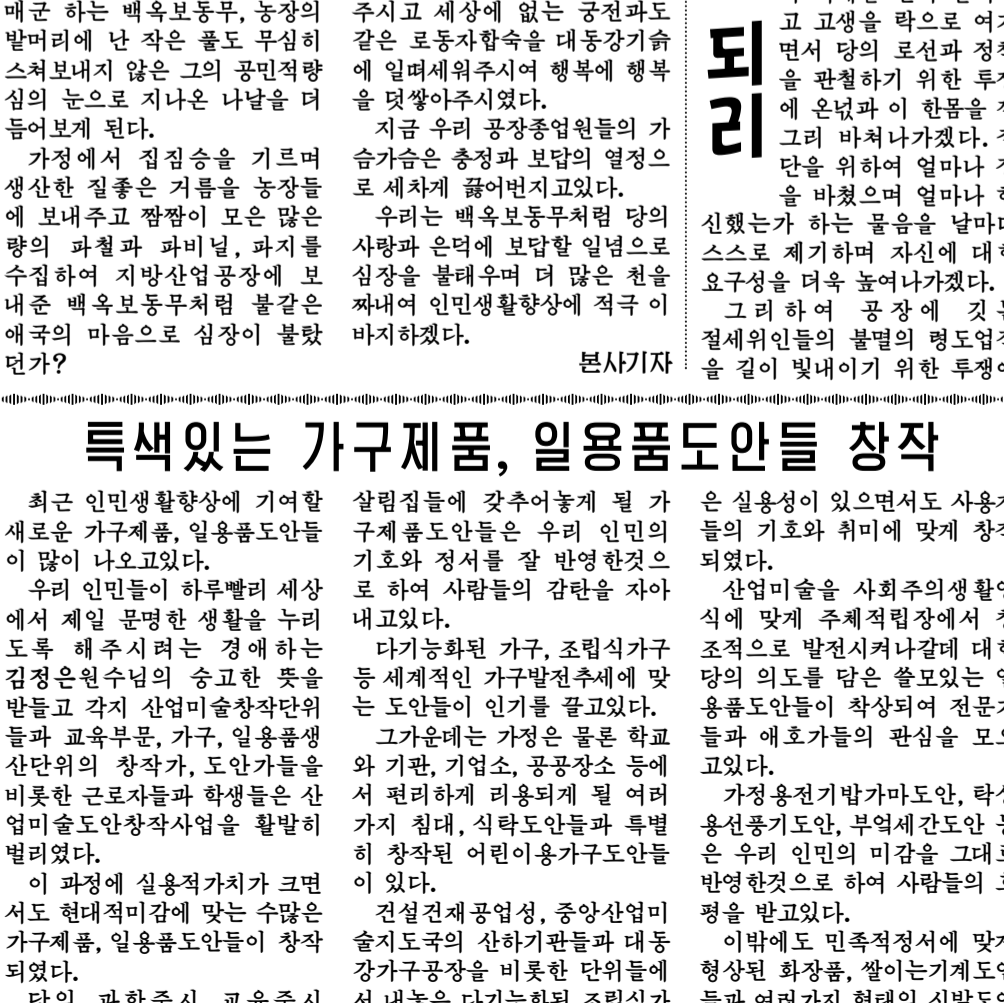 매군 하는 백옥보동무, 농장의
발머리에 난 작은 풀도 무심히
스쳐보내지 않은 그의 공민적량
심의 눈으로 지나온 나날을 더
듬어보게 된다.
가정에서 집짐승을 기르며
생산한 질좋은 거름을 농장들
에 보내주고 짬짬이 모은 많은
량의 파철과 파비닐, 파지를
수집하여 지방산업공장에 보
내준 백옥보동무처럼 불같은
애국의 마음으로 심장이 불탔
던가?
주시고 세상에 없는 궁전과도
같은 로동자합숙을 대동강기슭
에 일떠세워주시여 행복에 행복
을 덧쌓아주시였다.
지금 우리 공장종업원들의 가
슴가슴은 충정과 보답의 열정으
로 세차게 끓어번지고있다.
우리는 백옥보동무처럼 당의
사랑과 은덕에 보답할 일념으로
심장을 불태우며 더 많은 천을
짜내여 인민생활향상에 적극 이
바지하겠다.
본사기자
되
리
고 고생을 락으로
면서 당의 로선과
을 관철하기 위한
에 온넋과 이 한몸을
그리 바쳐나가겠다.
단을 위하여 얼마나
을 바쳤으며 얼마나
신했는가 하는 물음을
스스로 제기하며 자신에
요구성을 더욱 높여나가겠다.
그리하여 공장에
절세위인들의 불멸의
을 길이 빛내이기 위한
특색있는 가구제품, 일용품도안들 창작
최근 인민생활향상에 기여할
새로운 가구제품, 일용품도안들
이 많이 나오고있다.
우리 인민들이 하루빨리 세상
에서 제일 문명한 생활을 누리
도록 해주시려는 경애하는
김정은원수님의 숭고한 뜻을
받들고 각지 산업미술창작단위
들과 교육부문, 가구, 일용품생
산단위의 창작가, 도안가들을
비롯한 근로자들과 학생들은 산
업미술도안창작사업을 활발히
벌리였다.
이 과정에 실용적가치가 크면
서도 현대적미감에 맞는 수많은
가구제품, 일용품도안들이 창작
되였다.
당의 과학중시, 교육중시
살림집들에 갖추어놓게 될 가
구제품도안들은 우리 인민의
기호와 정서를 잘 반영한것으
로 하여 사람들의 감탄을 자아
내고있다.
다기능화된 가구, 조립식가구
등 세계적인 가구발전추세에 맞
는 도안들이 인기를 끌고있다.
그가운데는 가정은 물론 학교
와 기관, 기업소, 공공장소 등에
서 편리하게 리용되게 될 여러
가지 침대, 식탁도안들과 특별
히 창작된 어린이용가구도안들
이 있다.
건설건재공업성, 중앙산업미
술지도국의 산하기관들과 대동
강가구공장을 비롯한 단위들에
서 내놓은 다기능화된 조립식가
은 실용성이 있으면서도
들의 기호와 취미에 맞게
되였다.
산업미술을
식에 맞게 주체적립장에서
조적으로 발전시켜나갈데
당의 의도를 담은 쓸모있는
용품도안들이 착상되여
들과 애호가들의 관심을
고있다.
가정용전기밥가마도안,
용선풍기도안, 부엌세간도안
은 우리 인민의 미감을
반영한것으로 하여 사람들의
평을 받고있다.
이밖에도 민족적정서에
형상된 화장품,
들과 여러가지 형태의